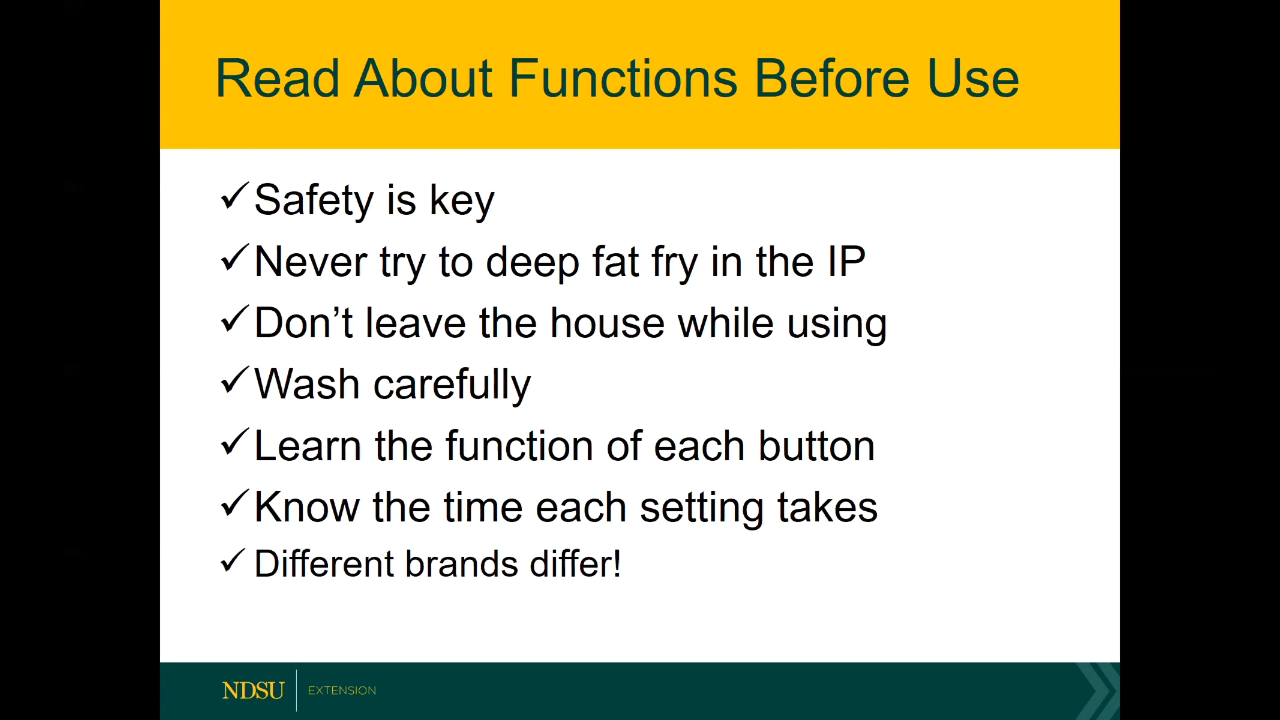 Read About Functions Before Use
✓Safety is key
✓Never try to deep fat fry in the IP
✓Don’t leave the house while using
✓Wash carefully
✓Learn the function of each button
✓Know the time each setting takes
✓Different brands differ!
NDSU EXTENSION